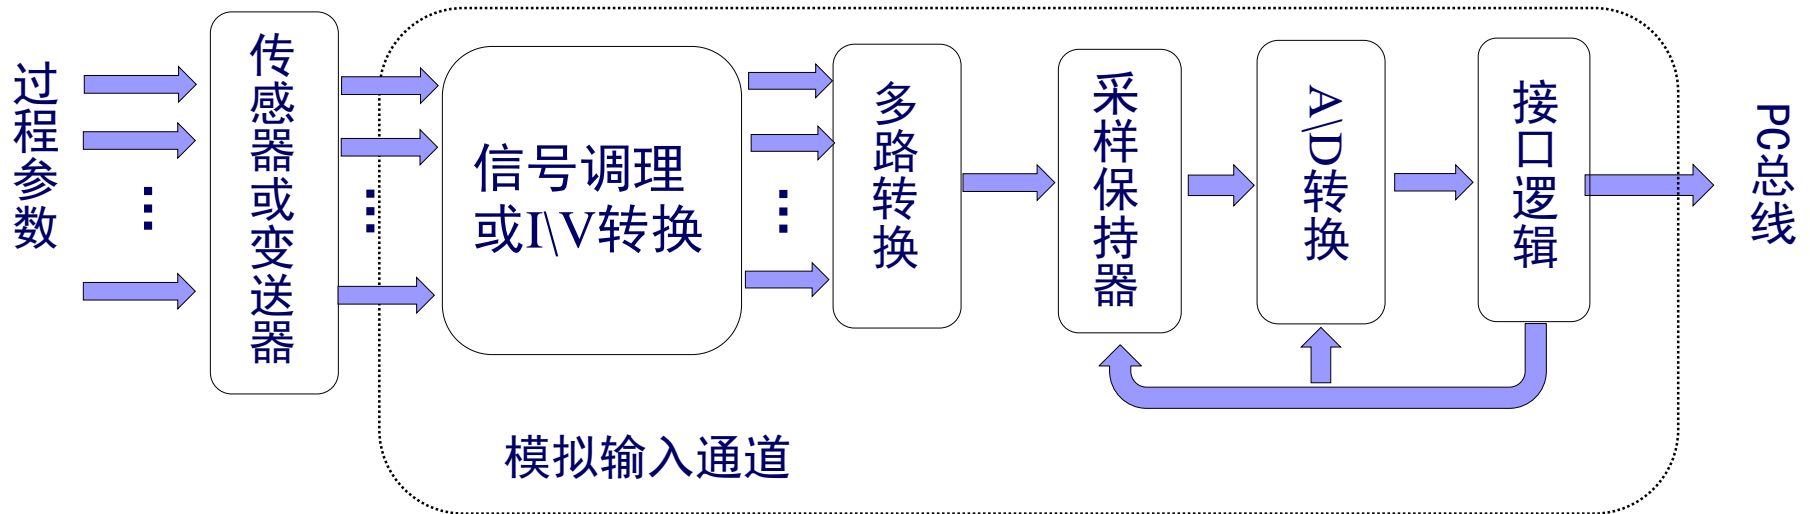 过程参数
⋮
传感器或变送器
⋮
信号调理
或I\V转换
⋮
多路转换
采样保持器
A\D转换
接口逻辑
PC总线
模拟输入通道